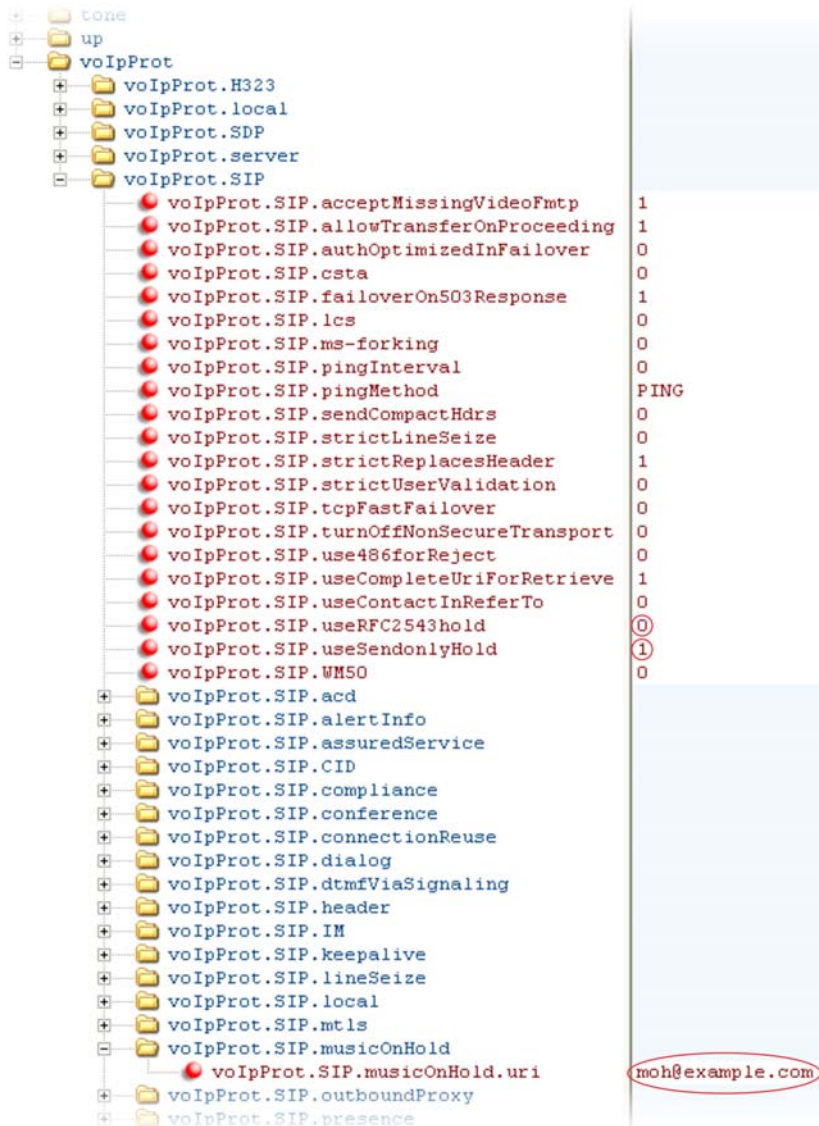 tone
up
voIpProt
voIpProt.H323
voIpProt.local
voIpProt.SDP
voIpProt.server
voIpProt.SIP
voIpProt.SIP.acceptMissingVideoFmtp 1
voIpProt.SIP.allowTransferOnProceeding 1
voIpProt.SIP.authOptimizedInFailover 0
voIpProt.SIP.csta 0
voIpProt.SIP.failoverOn503Response 1
voIpProt.SIP.lcs 0
voIpProt.SIP.ms-forking 0
voIpProt.SIP.pingInterval 0
voIpProt.SIP.pingMethod PING
voIpProt.SIP.sendCompactHdrs 0
voIpProt.SIP.strictLineSeize 0
voIpProt.SIP.strictReplacesHeader 1
voIpProt.SIP.strictUserValidation 0
voIpProt.SIP.tcpFastFailover 0
voIpProt.SIP.turnOffNonSecureTransport 0
voIpProt.SIP.use486forReject 0
voIpProt.SIP.useCompleteUriForRetrieve 1
voIpProt.SIP.useContactInReferTo 0
voIpProt.SIP.useRFC2543hold 0
voIpProt.SIP.useSendonlyHold 1
voIpProt.SIP.WM50 0
voIpProt.SIP.acd
voIpProt.SIP.alertInfo
voIpProt.SIP.assuredService
voIpProt.SIP.CID
voIpProt.SIP.compliance
voIpProt.SIP.conference
voIpProt.SIP.connectionReuse
voIpProt.SIP.dialog
voIpProt.SIP.dtmfViaSignaling
voIpProt.SIP.header
voIpProt.SIP.IM
voIpProt.SIP.keepalive
voIpProt.SIP.lineSeize
voIpProt.SIP.local
voIpProt.SIP.mtls
voIpProt.SIP.musicOnHold
voIpProt.SIP.musicOnHold.uri moh@example.com
voIpProt.SIP.outboundProxy
voIpProt.SIP.presence